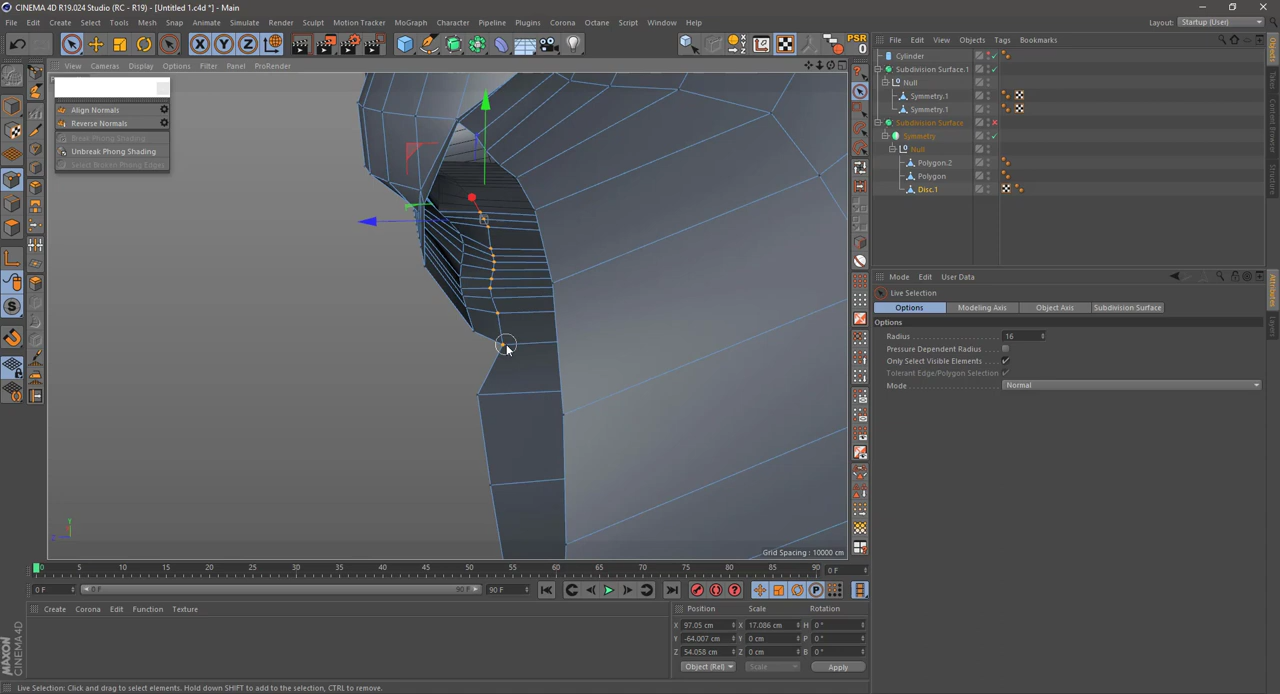 CINEMA 4D R19.024 Studio (RC - R19) - [Untitled 1.c4d *] - Main
File Edit Create Select Tools Mesh Snap Animate Simulate Render Sculpt Motion Tracker MoGraph Character Pipeline Plugins Corona Octane Script Window Help Layout: Startup (User)
X Y Z PSR
0
View Cameras Display Options Filter Panel ProRender
Align Normals
Reverse Normals
Break Phong Shading
Unbreak Phong Shading
Select Broken Phong Edges
Grid Spacing : 10000 cm
File Edit View Objects Tags Bookmarks
Cylinder
Subdivision Surface.1
Null
Symmetry.1
Symmetry.1
Subdivision Surface
Symmetry
Null
Polygon.2
Polygon
Disc.1
Objects
Takes
Content Browser
Structure
Mode Edit User Data
Live Selection
Options Modeling Axis Object Axis Subdivision Surface
Options
Radius 16
Pressure Dependent Radius
Only Select Visible Elements
Tolerant Edge/Polygon Selection
Mode Normal
Attributes
Layers
0 5 10 15 20 25 30 35 40 45 50 55 60 65 70 75 80 85 90 0 F
0 F 0 F 90 F 90 F
Create Corona Edit Function Texture
Position Scale Rotation
X 97.05 cm X 17.086 cm H 0 °
Y -64.007 cm Y 0 cm P 0 °
Z 54.058 cm Z 0 cm B 0 °
Object (Rel) Scale Apply
MAXON
CINEMA 4D
Live Selection: Click and drag to select elements. Hold down SHIFT to add to the selection, CTRL to remove.